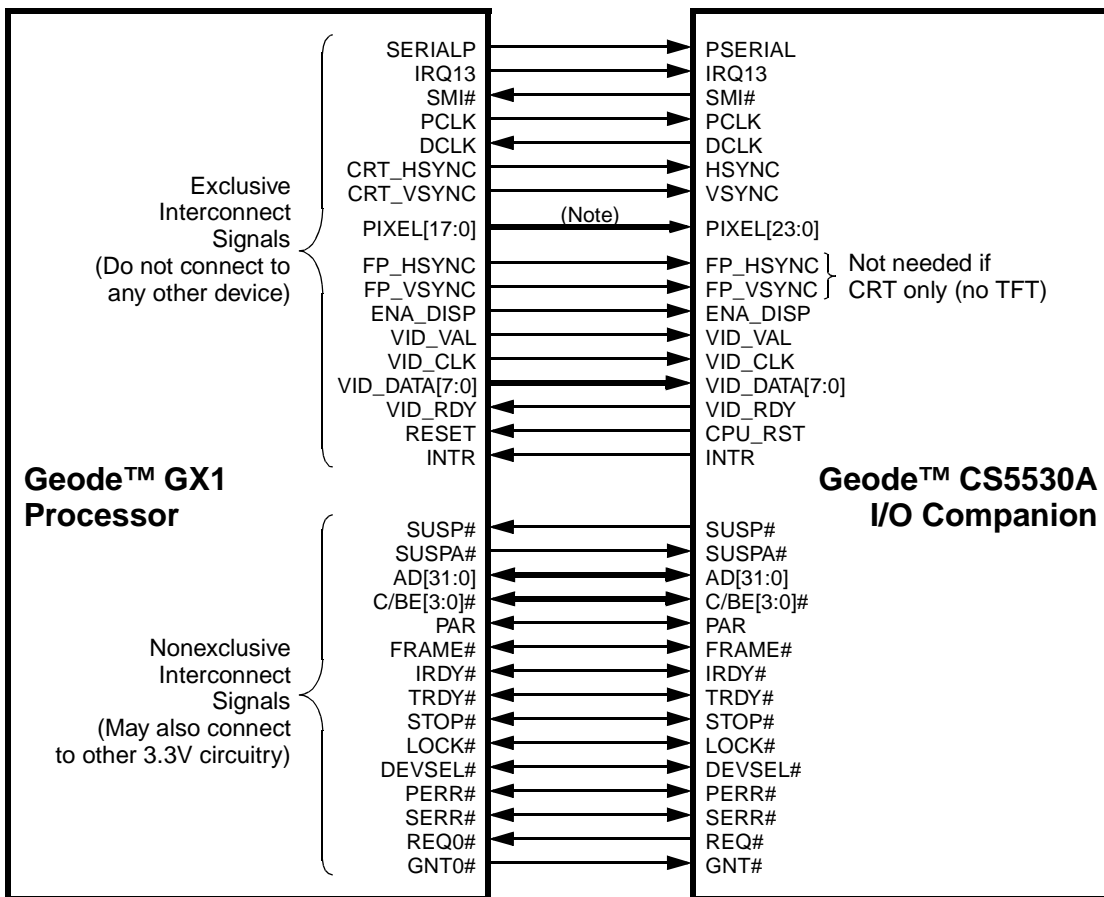 SERIALP PSERIAL
IRQ13 IRQ13
SMI# SMI#
PCLK PCLK
DCLK DCLK
CRT_HSYNC HSYNC
CRT_VSYNC VSYNC
PIXEL[17:0] (Note) PIXEL[23:0]
FP_HSYNC FP_HSYNC
FP_VSYNC FP_VSYNC
Not needed if
CRT only (no TFT)
ENA_DISP ENA_DISP
VID_VAL VID_VAL
VID_CLK VID_CLK
VID_DATA[7:0] VID_DATA[7:0]
VID_RDY VID_RDY
RESET CPU_RST
INTR INTR
Exclusive
Interconnect
Signals
(Do not connect to
any other device)
Geode™ GX1
Processor
Geode™ CS5530A
I/O Companion
SUSP# SUSP#
SUSPA# SUSPA#
AD[31:0] AD[31:0]
C/BE[3:0]# C/BE[3:0]#
PAR PAR
FRAME# FRAME#
IRDY# IRDY#
TRDY# TRDY#
STOP# STOP#
LOCK# LOCK#
DEVSEL# DEVSEL#
PERR# PERR#
SERR# SERR#
REQ0# REQ#
GNT0# GNT#
Nonexclusive
Interconnect
Signals
(May also connect
to other 3.3V circuitry)